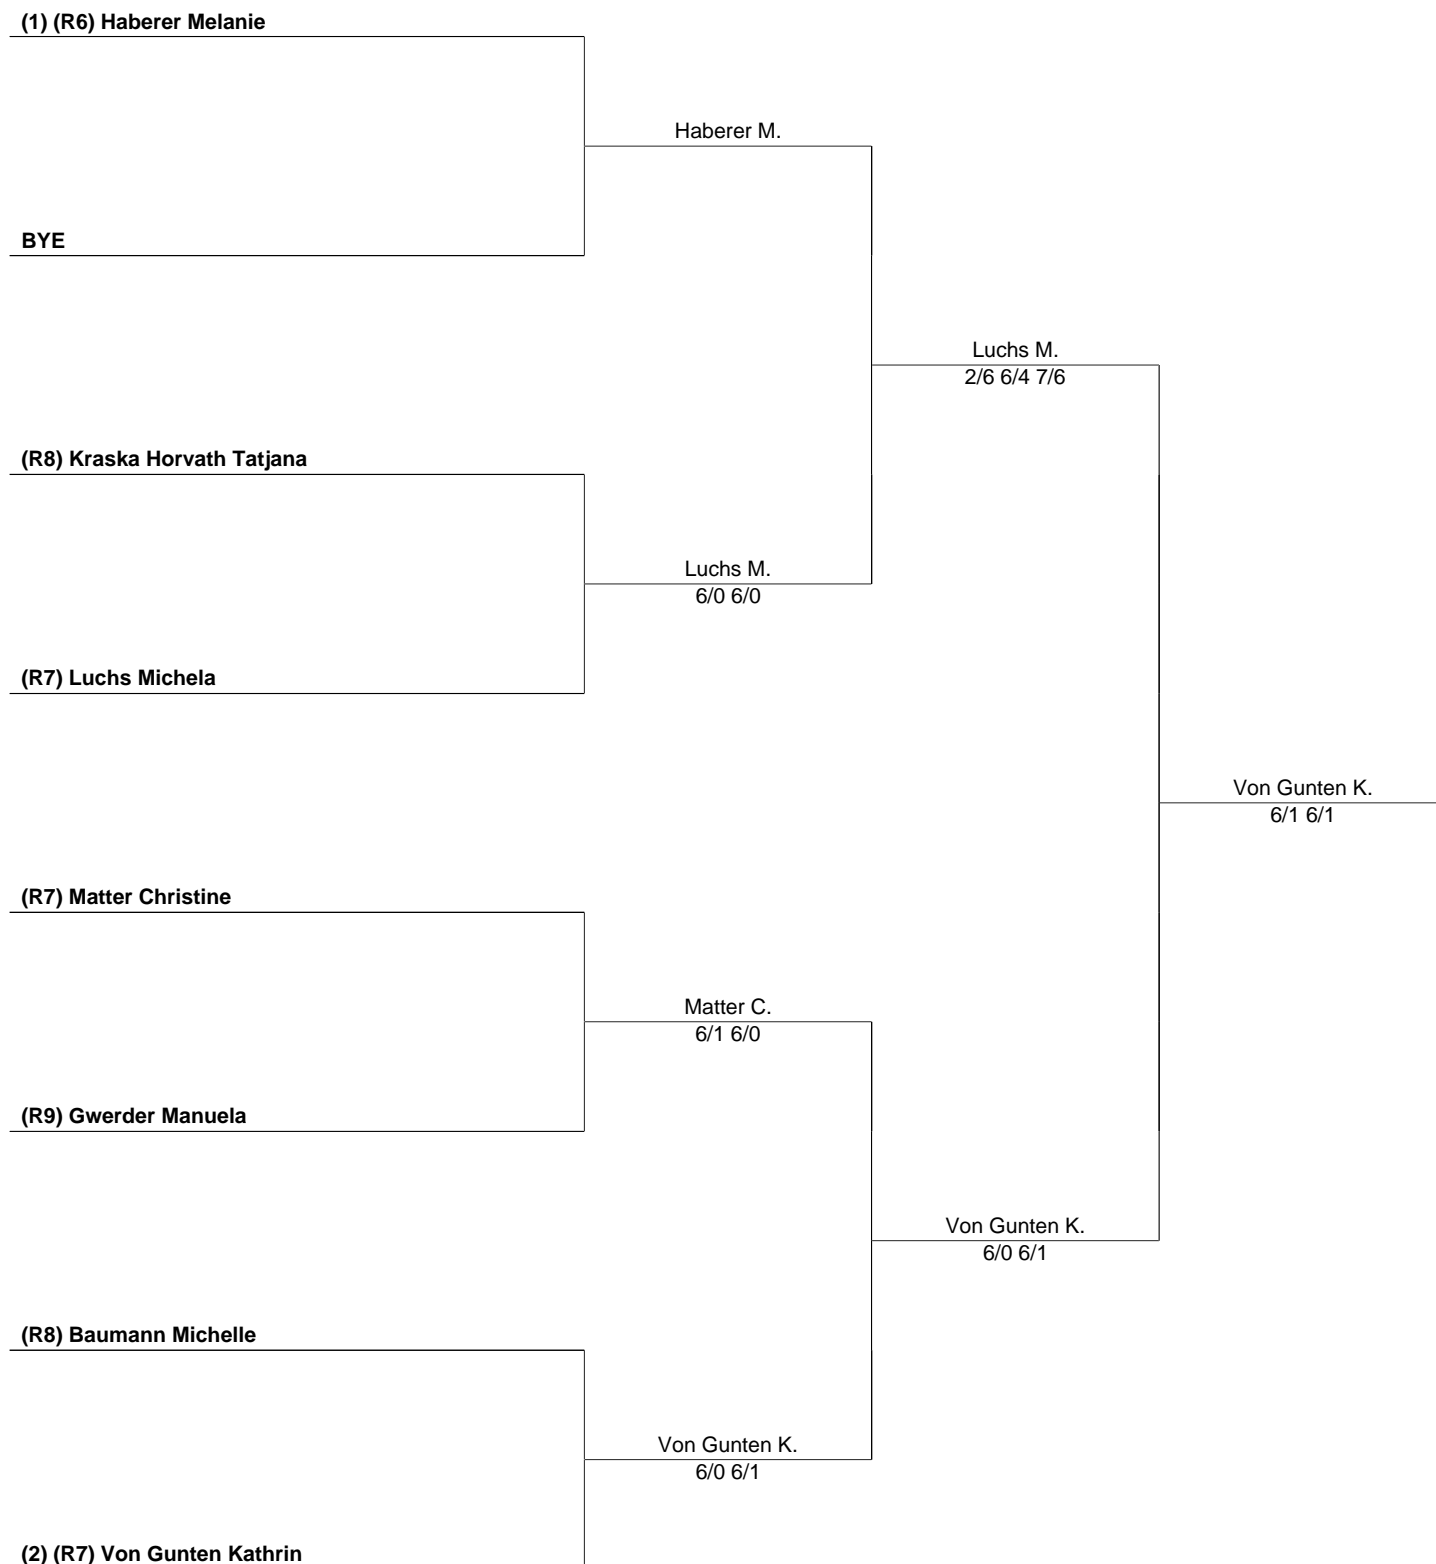 (1) (R6) Haberer Melanie
Haberer M.
BYE
Luchs M.
2/6 6/4 7/6
(R8) Kraska Horvath Tatjana
Luchs M.
6/0 6/0
(R7) Luchs Michela
Von Gunten K.
6/1 6/1
(R7) Matter Christine
Matter C.
6/1 6/0
(R9) Gwerder Manuela
Von Gunten K.
6/0 6/1
(R8) Baumann Michelle
Von Gunten K.
6/0 6/1
(2) (R7) Von Gunten Kathrin